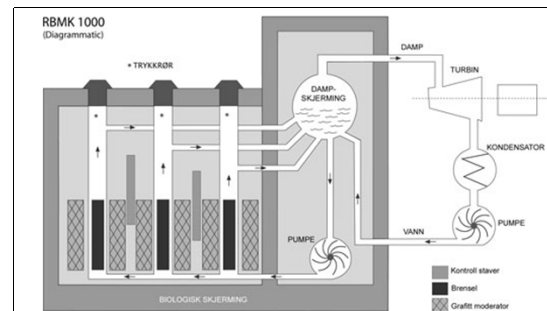 RBMK 1000
(Diagrammatic)
* TRYKKRØR
DAMP
TURBIN
DAMP-
SKJERMING
*
*
*
KONDENSATOR
PUMPE
VANN
PUMPE
Kontroll staver
Brensel
Grafitt moderator
BIOLOGISK SKJERMING